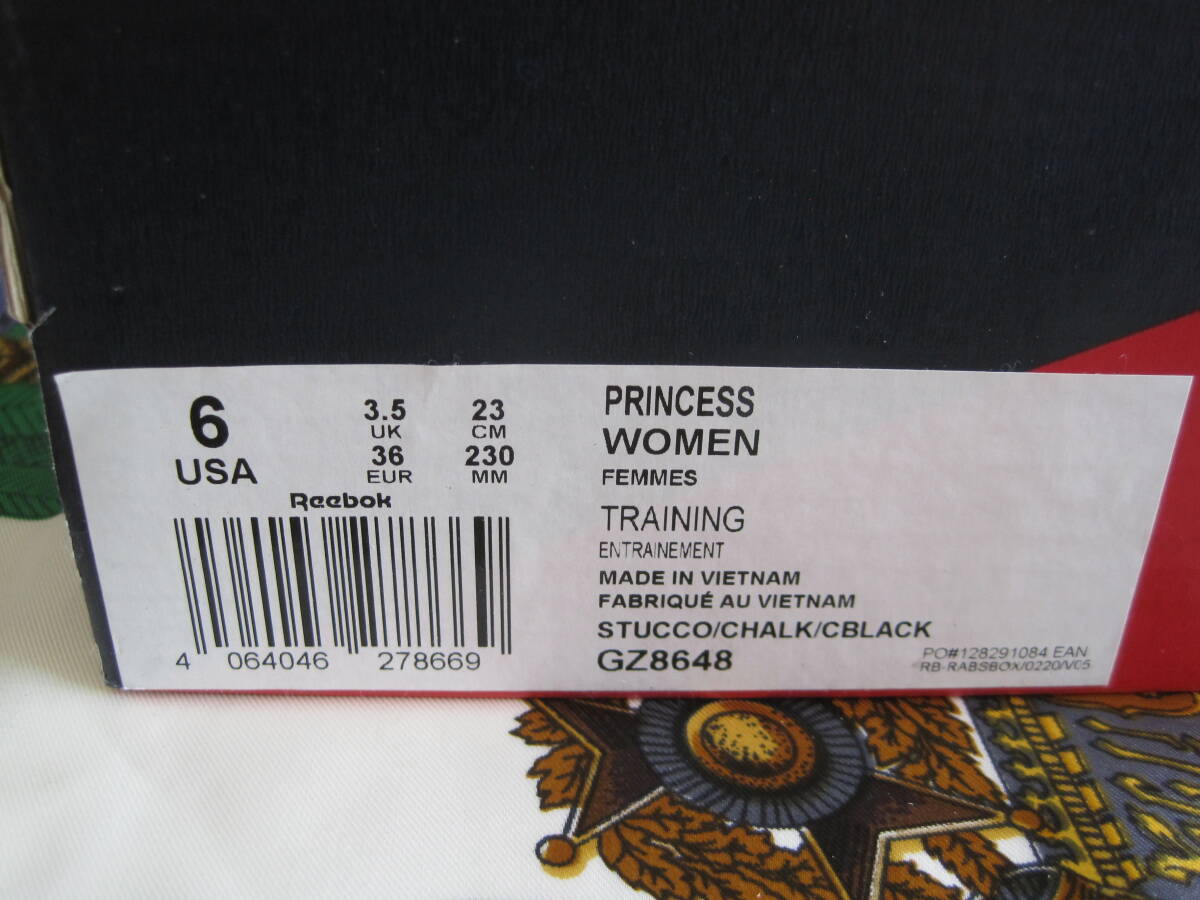 6
USA
3.5
UK
36
EUR
23
CM
230
MM
Reebok
4 064046 278669
PRINCESS
WOMEN
FEMMES
TRAINING
ENTRAINEMENT
MADE IN VIETNAM
FABRIQUÉ AU VIETNAM
STUCCO/CHALK/CBLACK
GZ8648
PO#128291084 EAN
RB-RABSBOX/0220/V05